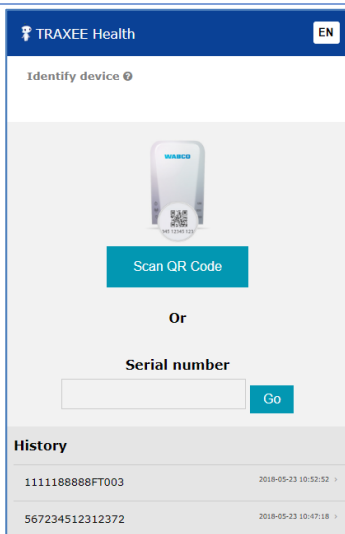 TRAXEE Health
EN
Identify device
WABCO
Scan QR Code
Or
Serial number
Go
History
1111188888FT003 2018-05-23 10:52:52
567234512312372 2018-05-23 10:47:18